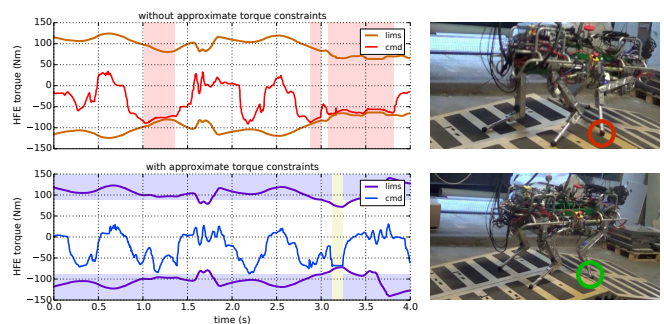 without approximate torque constraints
HFE torque (Nm)
150
100
50
0
−50
−100
−150
lims
cmd
with approximate torque constraints
HFE torque (Nm)
150
100
50
0
−50
−100
−150
lims
cmd
0.0 0.5 1.0 1.5 2.0 2.5 3.0 3.5 4.0
time (s)